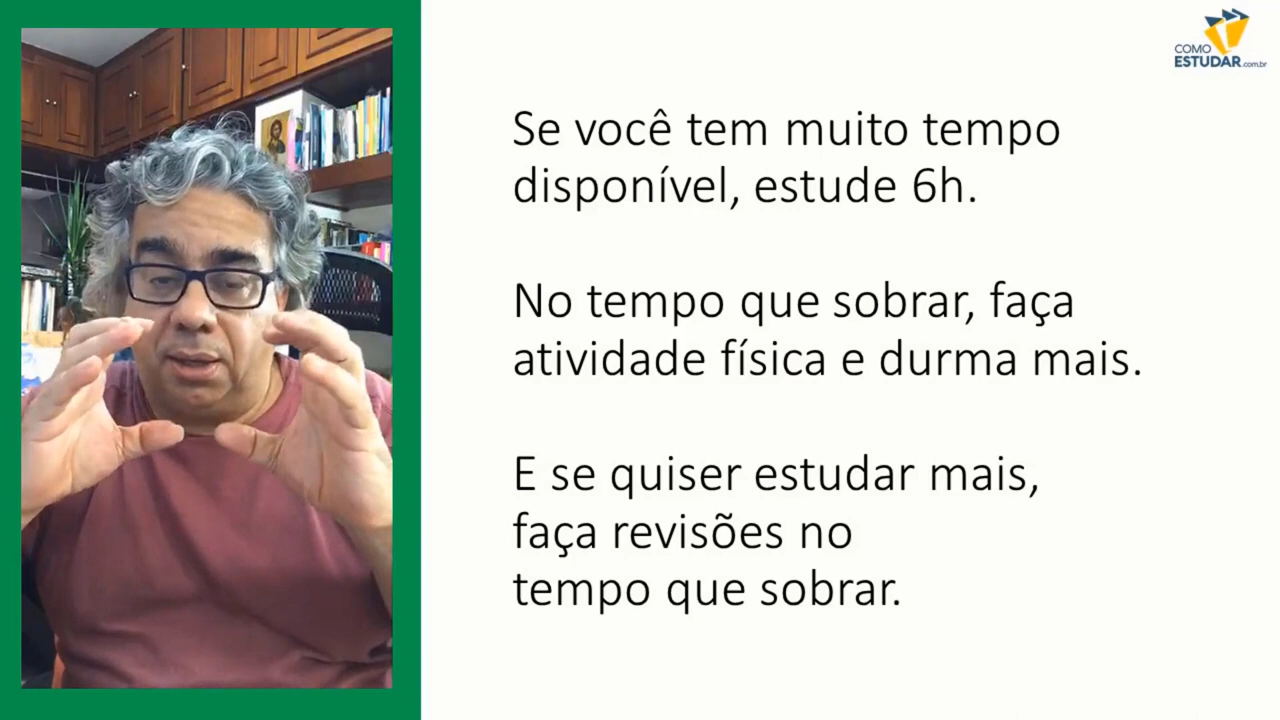 COMO
ESTUDAR.com.br
Se você tem muito tempo
disponível, estude 6h.
No tempo que sobrar, faça
atividade física e durma mais.
E se quiser estudar mais,
faça revisões no
tempo que sobrar.